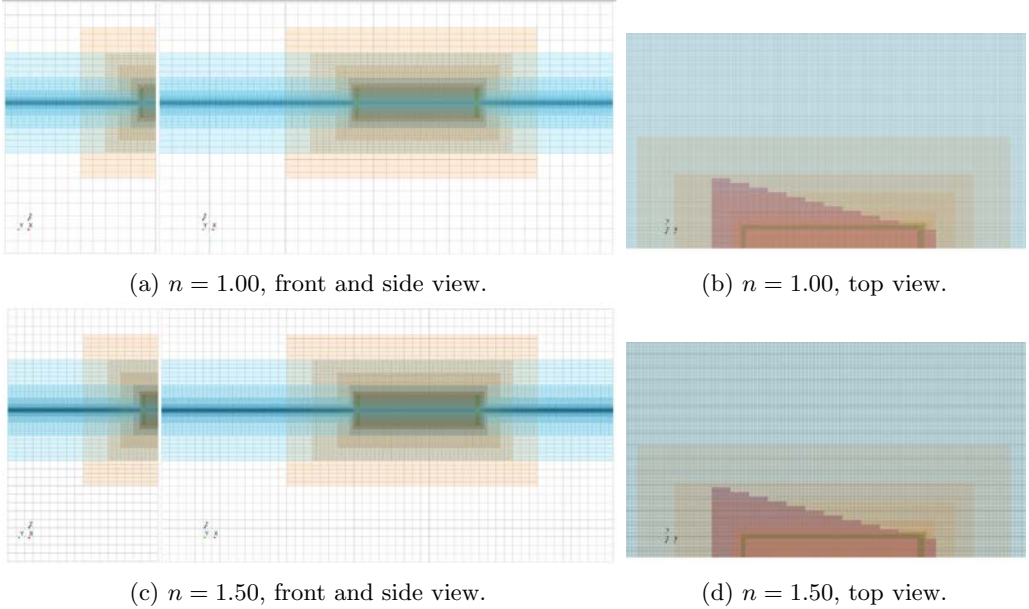 (a) n = 1.00, front and side view.
(b) n = 1.00, top view.
(c) n = 1.50, front and side view.
(d) n = 1.50, top view.